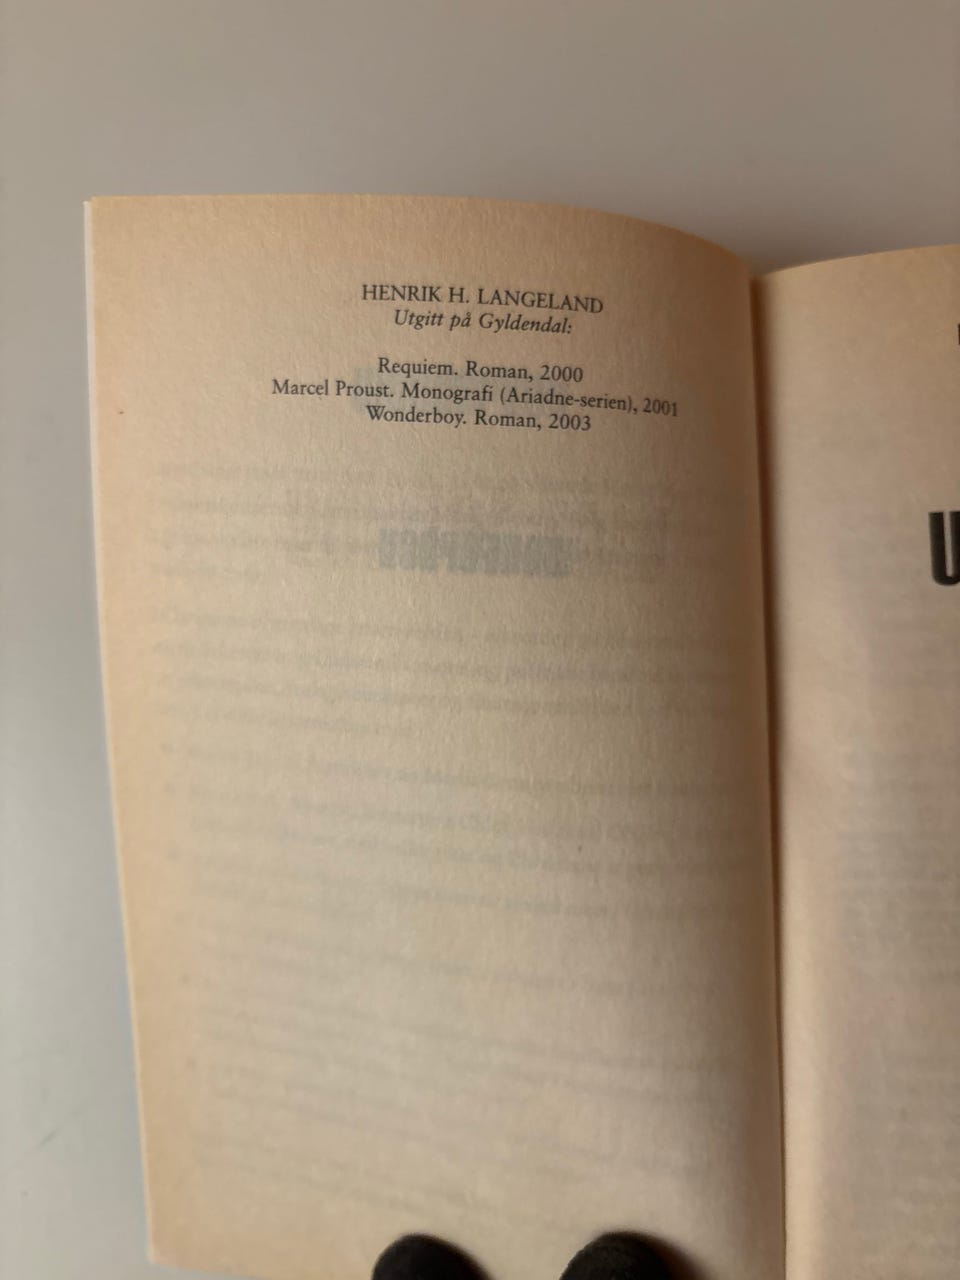 HENRIK H. LANGELAND
Utgitt på Gyldendal:
Requiem. Roman, 2000
Marcel Proust. Monografi (Ariadne-serien), 2001
Wonderboy. Roman, 2003